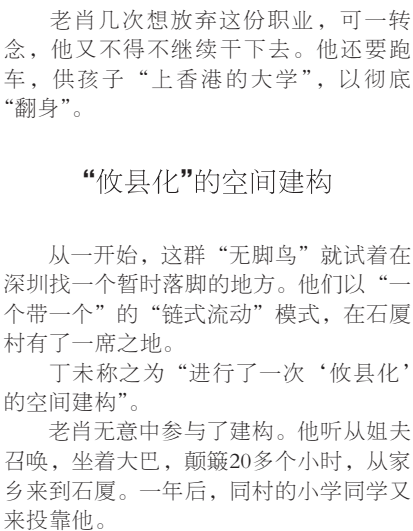 老肖几次想放弃这份职业，可一转
念，他又不得不继续干下去。他还要跑
车，供孩子“上香港的大学”，以彻底
“翻身”。
“攸县化”的空间建构
从一开始，这群“无脚鸟”就试着在
深圳找一个暂时落脚的地方。他们以“一
个带一个”的“链式流动”模式，在石厦
村有了一席之地。
丁未称之为“进行了一次‘攸县化’
的空间建构”。
老肖无意中参与了建构。他听从姐夫
召唤，坐着大巴，颠簸20多个小时，从家
乡来到石厦。一年后，同村的小学同学又
来投靠他。